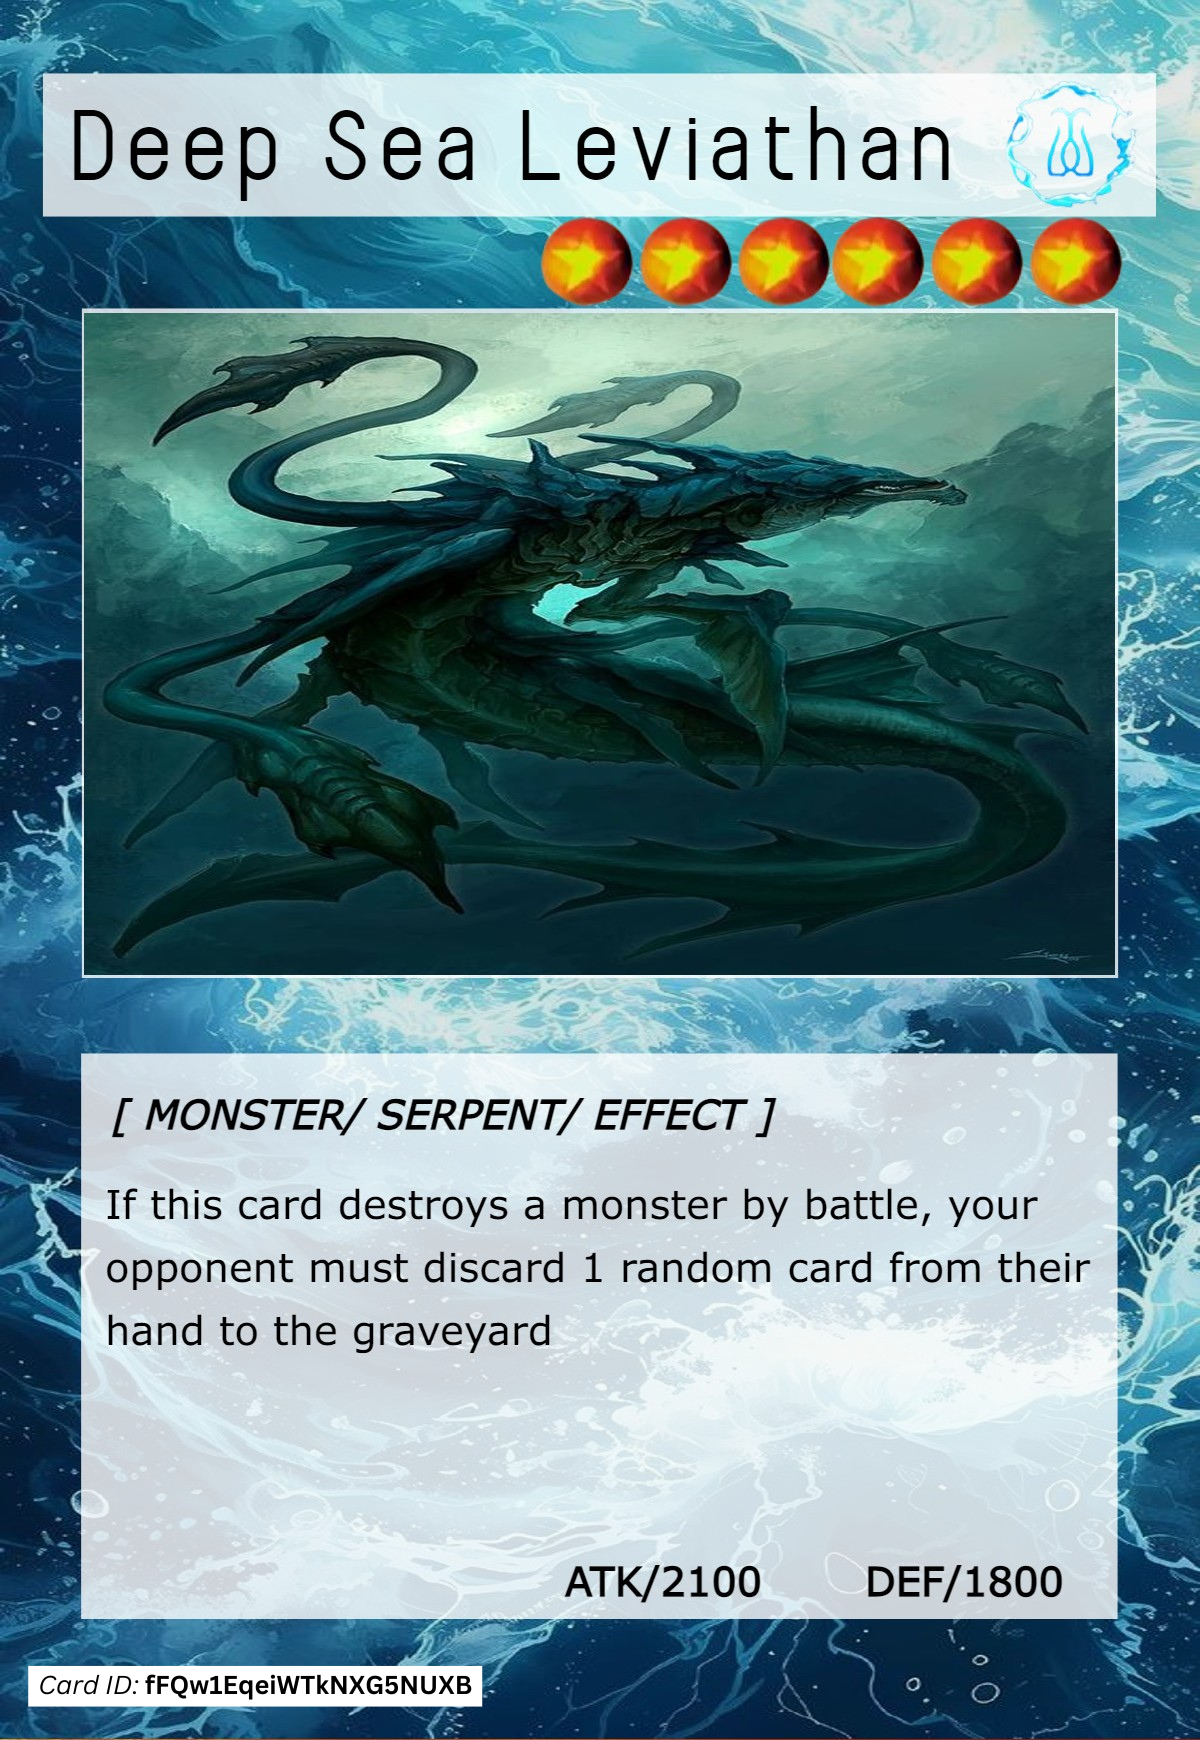 Deep Sea Leviathan
[ MONSTER/ SERPENT/ EFFECT ]
If this card destroys a monster by battle, your
opponent must discard 1 random card from their
hand to the graveyard
ATK/2100 DEF/1800
Card ID: fFQw1EqeiWTkNXG5NUXB